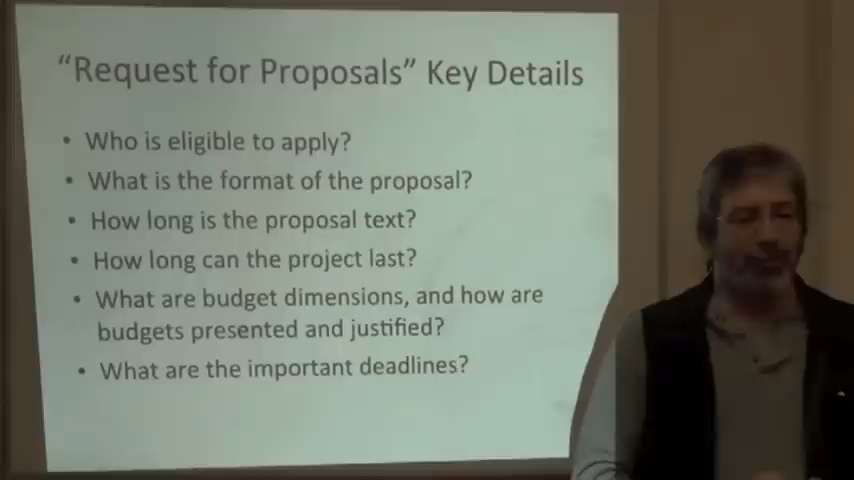 “Request for Proposals” Key Details
• Who is eligible to apply?
• What is the format of the proposal?
• How long is the proposal text?
• How long can the project last?
• What are budget dimensions, and how are
budgets presented and justified?
• What are the important deadlines?